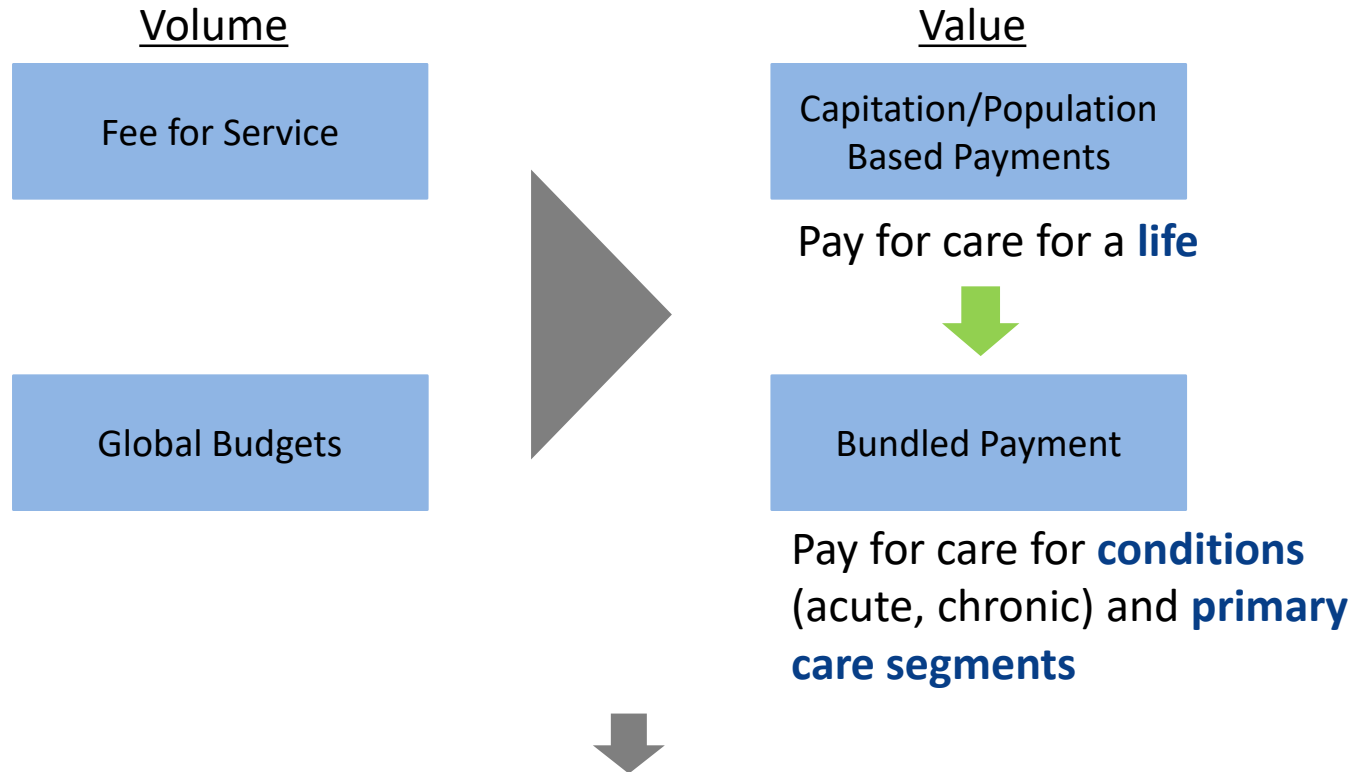 Volume
Value
Fee for Service
Capitation/Population
Based Payments
Pay for care for a life
Global Budgets
Bundled Payment
Pay for care for conditions
(acute, chronic) and primary
care segments